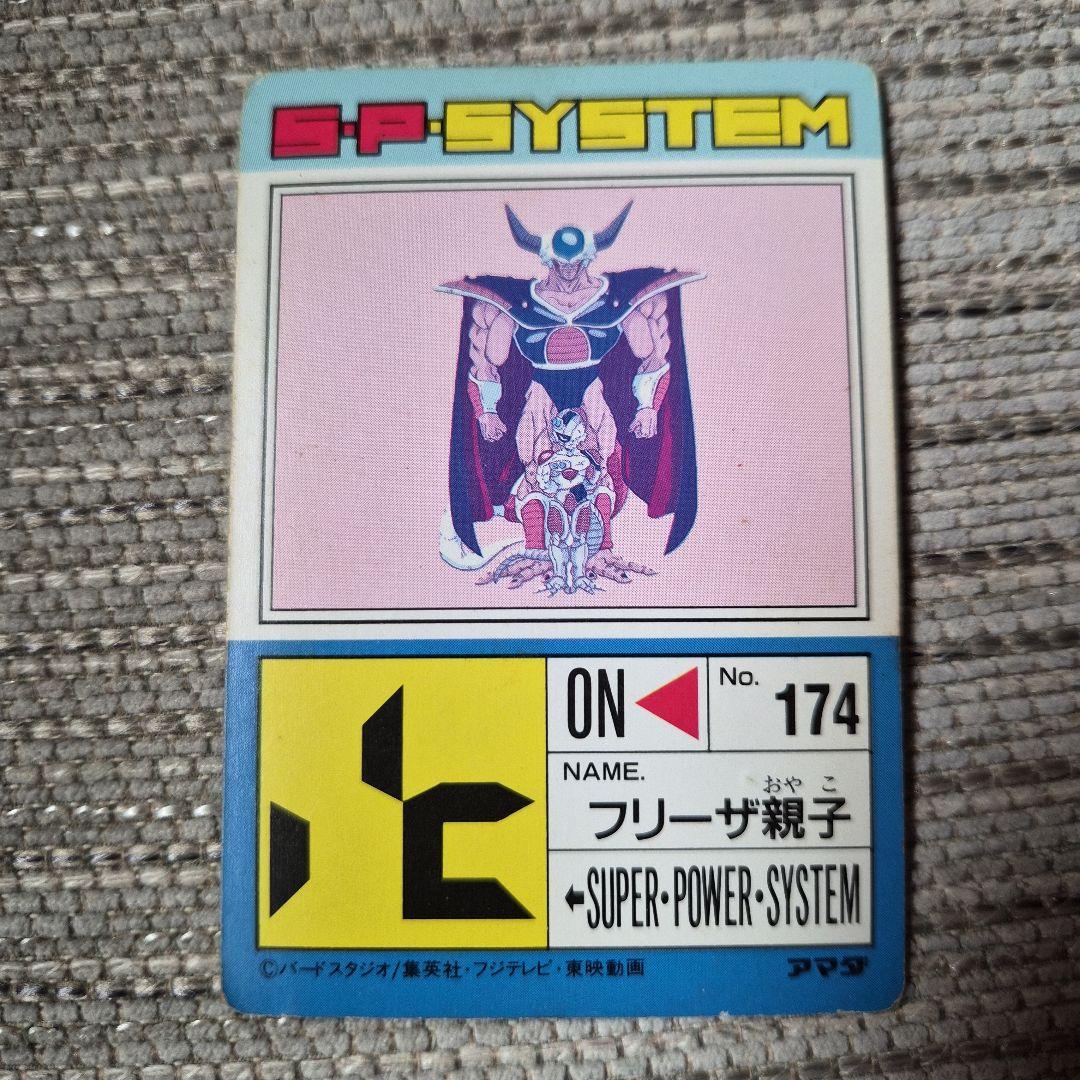 S・P・SYSTEM
ON
No. 174
NAME.
おやこ
フリーザ親子
←SUPER・POWER・SYSTEM
©バードスタジオ/集英社・フジテレビ・東映動画
アマダ